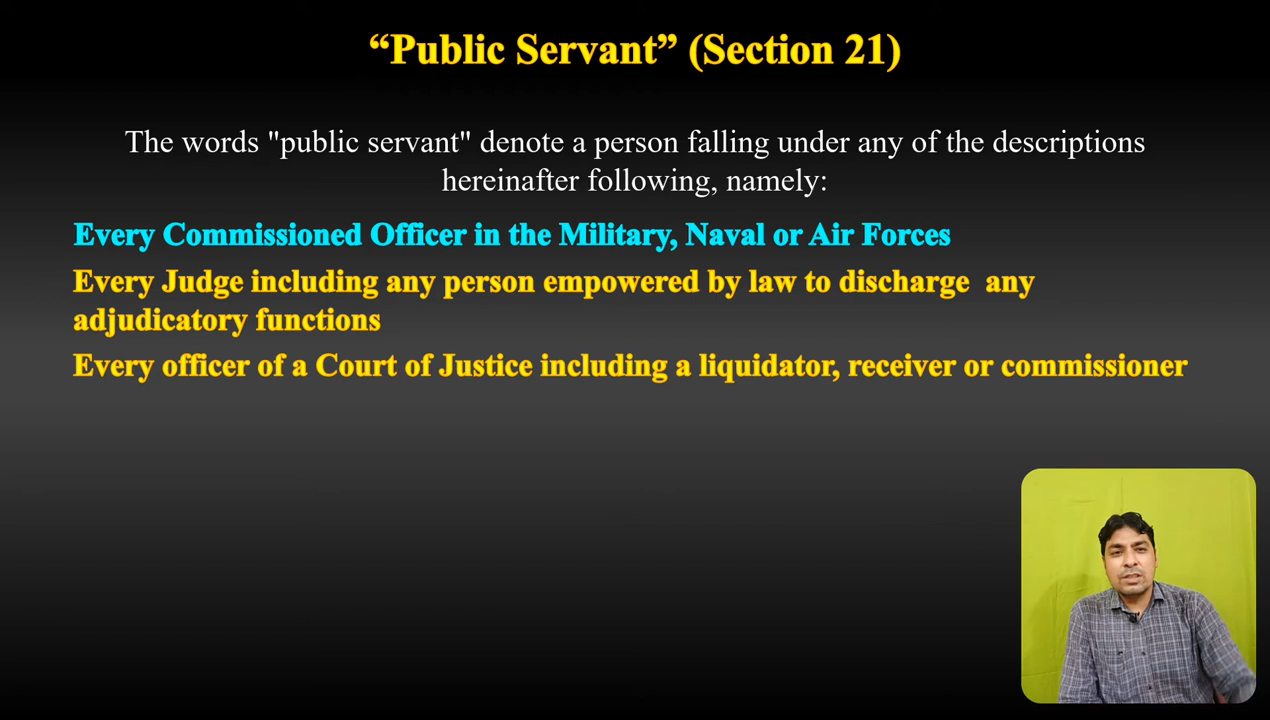 “Public Servant” (Section 21)
The words "public servant" denote a person falling under any of the descriptions
hereinafter following, namely:
Every Commissioned Officer in the Military, Naval or Air Forces
Every Judge including any person empowered by law to discharge  any
adjudicatory functions
Every officer of a Court of Justice including a liquidator, receiver or commissioner